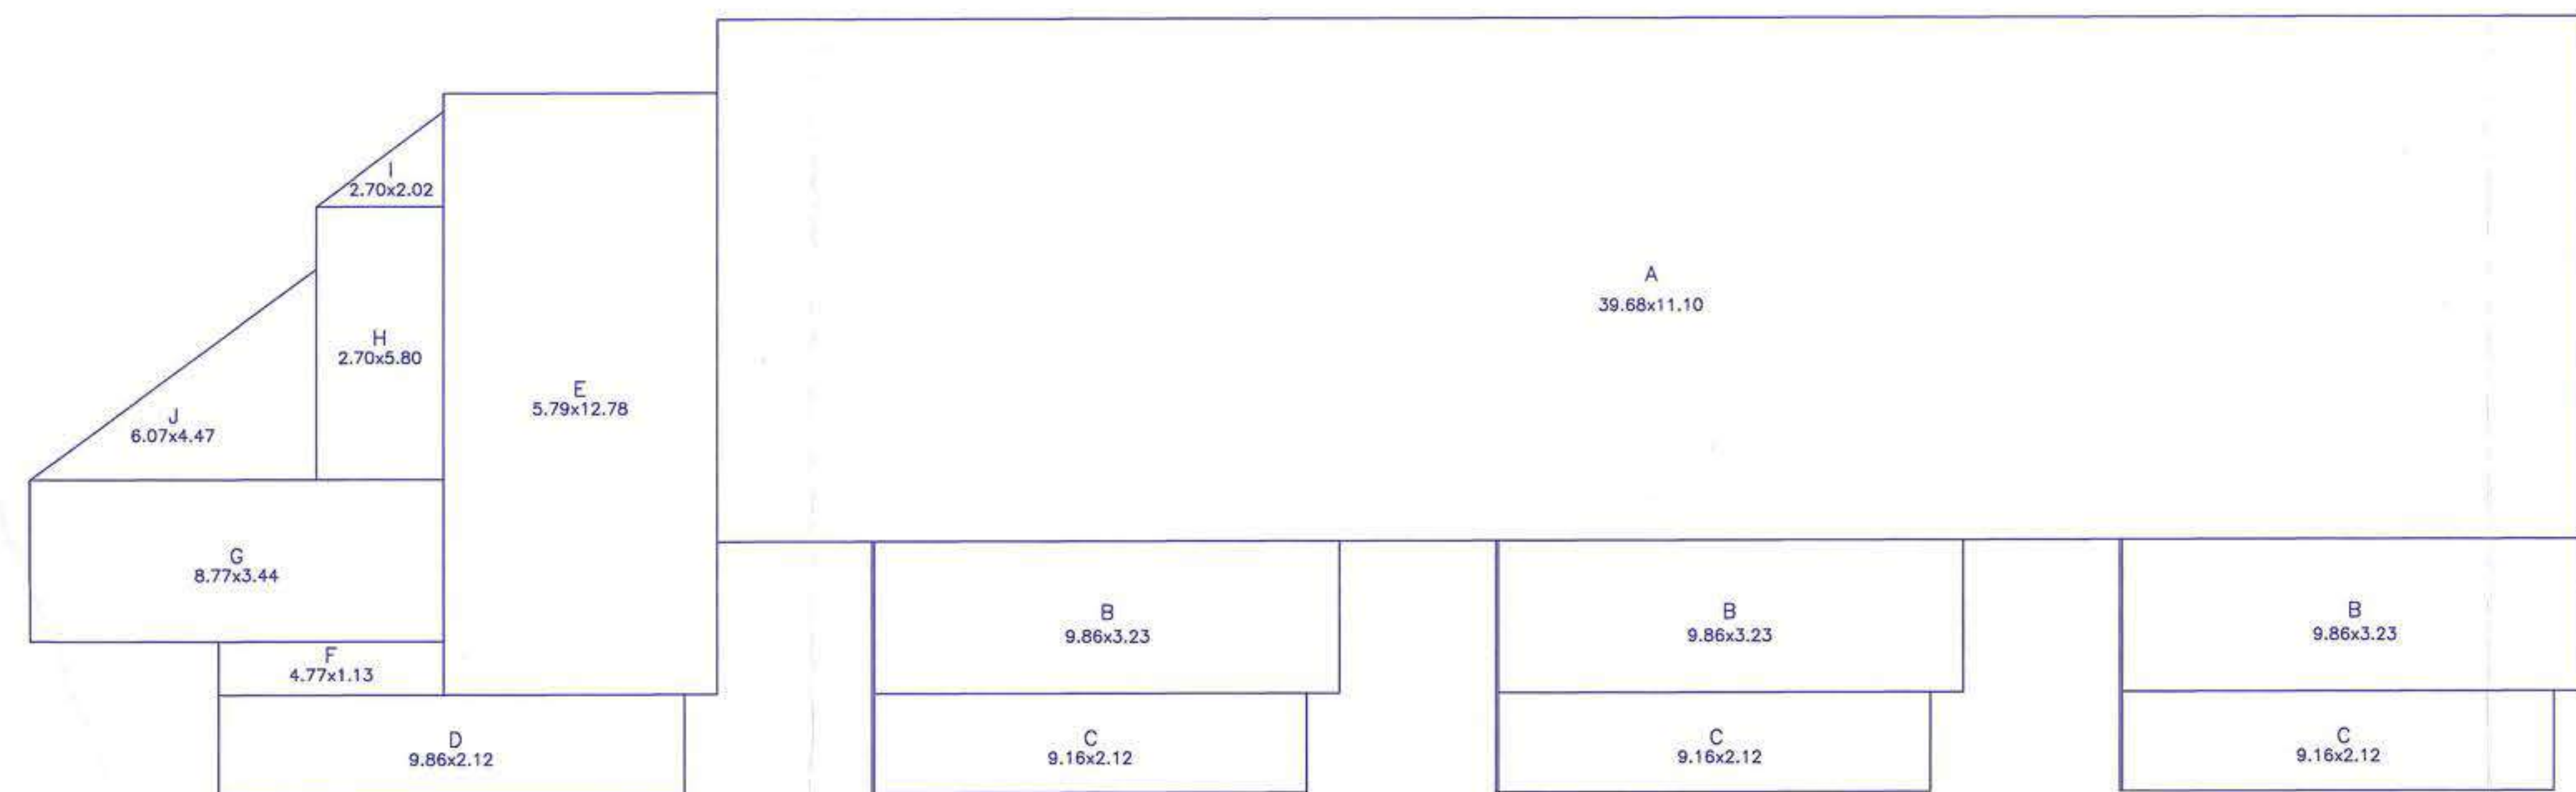 I
2.70x2.02
A
39.68x11.10
H
2.70x5.80
E
5.79x12.78
J
6.07x4.47
G
8.77x3.44
B
9.86x3.23
B
9.86x3.23
B
9.86x3.23
F
4.77x1.13
D
9.86x2.12
C
9.16x2.12
C
9.16x2.12
C
9.16x2.12